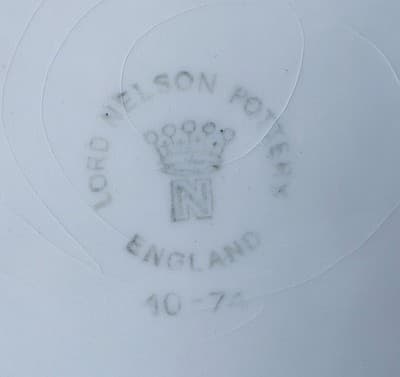 LORD NELSON POTTERY
N
ENGLAND
10-74